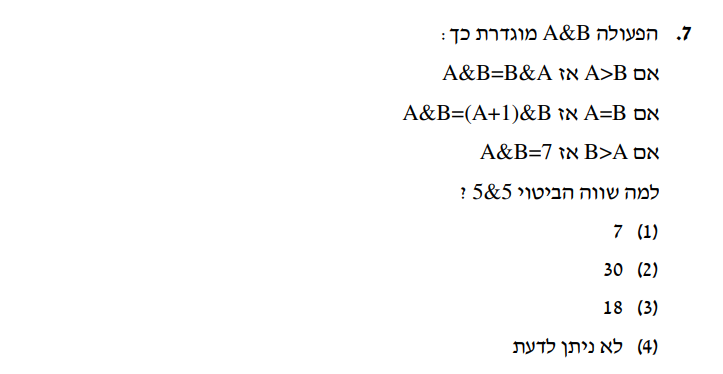 7. הפעולה A&B מוגדרת כך:
אם A>B אז A&B=B&A
אם A=B אז A&B=(A+1)&B
אם B>A אז A&B=7
למה שווה הביטוי 5&5?
(1) 7
(2) 30
(3) 18
(4) לא ניתן לדעת